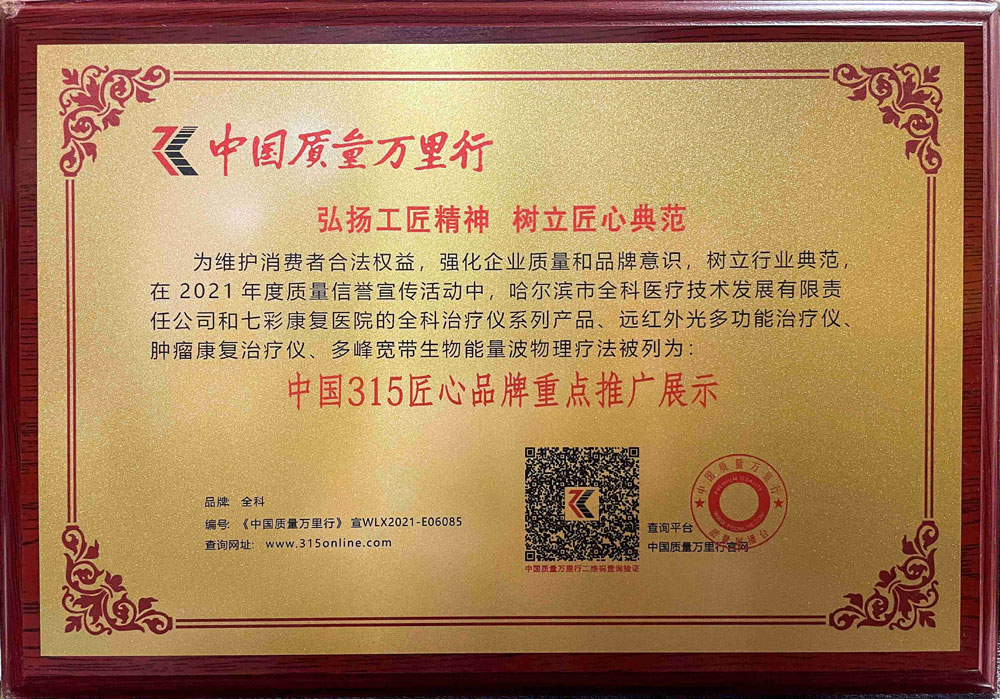 中国质量万里行
弘扬工匠精神 树立匠心典范
为维护消费者合法权益，强化企业质量和品牌意识，树立行业典范，
在2021年度质量信誉宣传活动中，哈尔滨市全科医疗技术发展有限责
任公司和七彩康复医院的全科治疗仪系列产品、远红外光多功能治疗仪、
肿瘤康复治疗仪、多峰宽带生物能量波物理疗法被列为：
中国315匠心品牌重点推广展示
品牌: 全科
编号: 《中国质量万里行》宣WLX2021-E06085
查询网址: www.315online.com
中国质量万里行二维码查询验证
中国质量万里行
PREMIUM QUALITY
查询平台
中国质量万里行官网